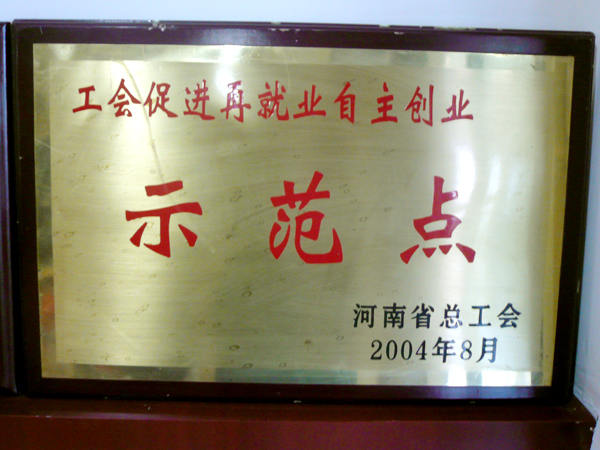 工会促进再就业自主创业
示范点
河南省总工会
2004年8月